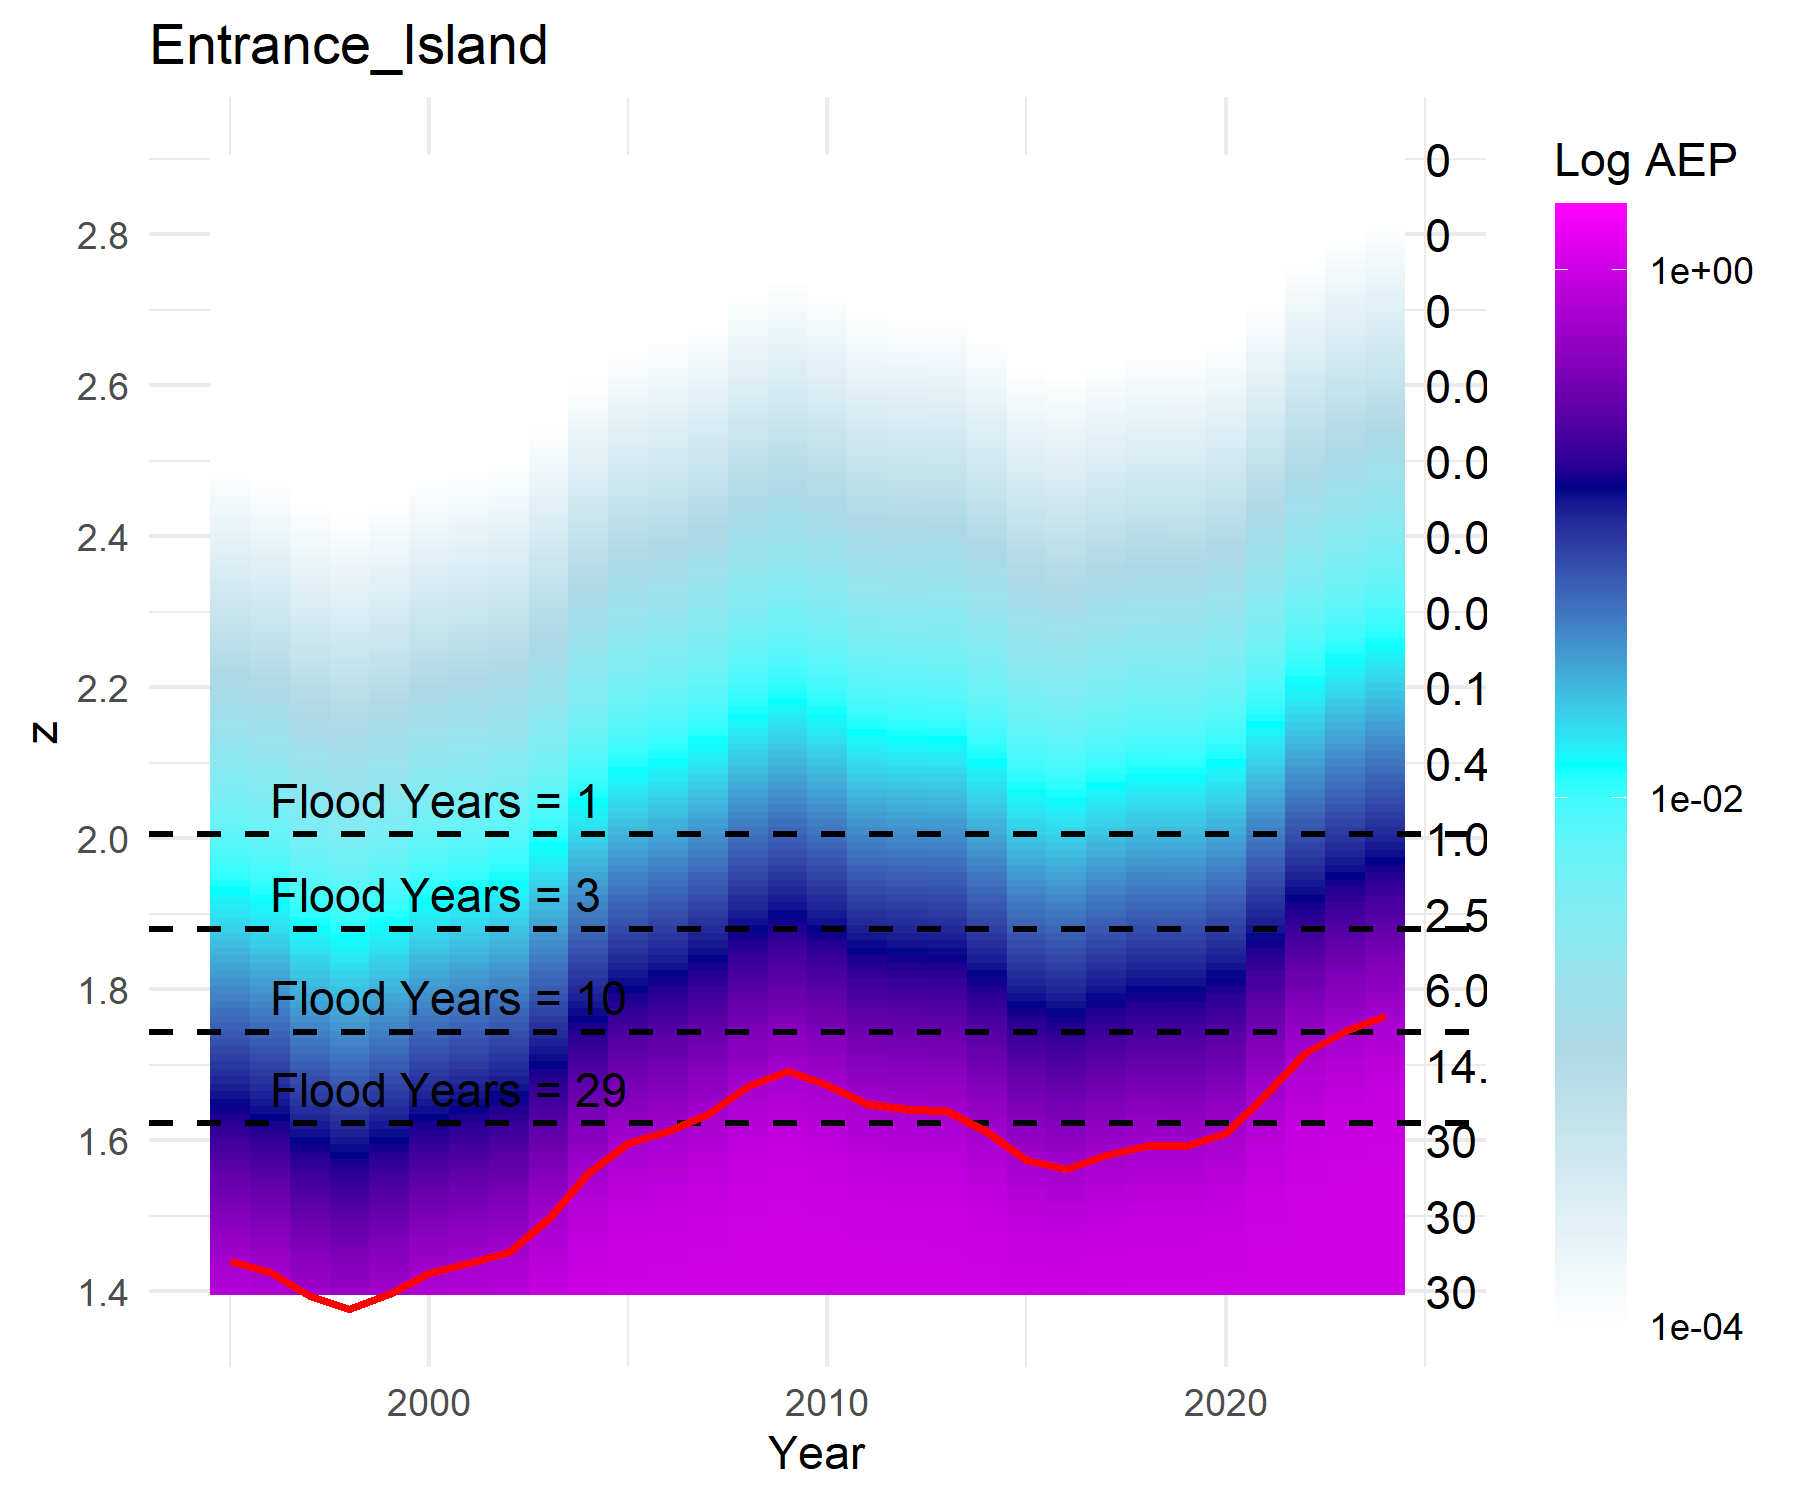 Entrance_Island
Log AEP
1e+00
1e-02
1e-04
z
2.8
2.6
2.4
2.2
2.0
1.8
1.6
1.4
Flood Years = 1
Flood Years = 3
Flood Years = 10
Flood Years = 29
0
0
0
0.0
0.0
0.0
0.0
0.1
0.4
1.0
2.5
6.0
14.
30
30
30
2000
2010
2020
Year